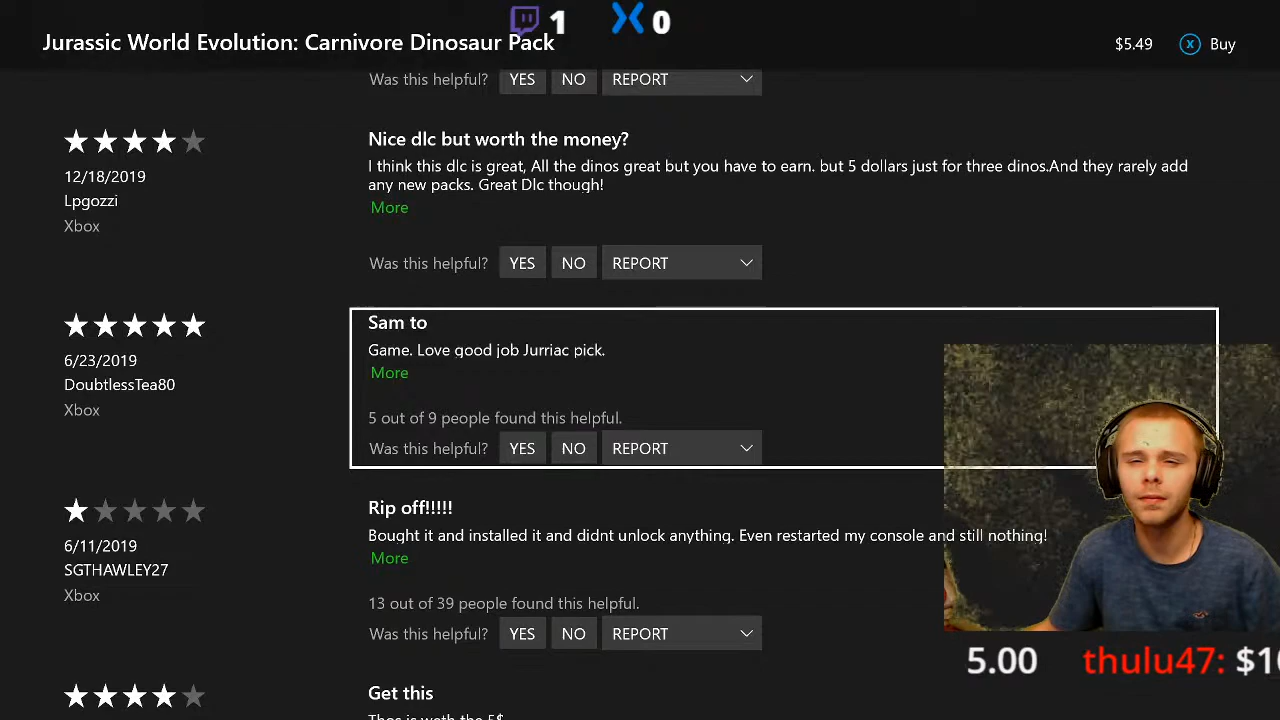 1 0
Jurassic World Evolution: Carnivore Dinosaur Pack
$5.49 X Buy
Was this helpful? YES NO REPORT
Nice dlc but worth the money?
12/18/2019
Lpgozzi
Xbox
I think this dlc is great, All the dinos great but you have to earn. but 5 dollars just for three dinos.And they rarely add
any new packs. Great Dlc though!
More
Was this helpful? YES NO REPORT
Sam to
6/23/2019
DoubtlessTea80
Xbox
Game. Love good job Jurriac pick.
More
5 out of 9 people found this helpful.
Was this helpful? YES NO REPORT
Rip off!!!!!
6/11/2019
SGTHAWLEY27
Xbox
Bought it and installed it and didnt unlock anything. Even restarted my console and still nothing!
More
13 out of 39 people found this helpful.
Was this helpful? YES NO REPORT
5.00 thulu47:
Get this
Thos is weth the 5$